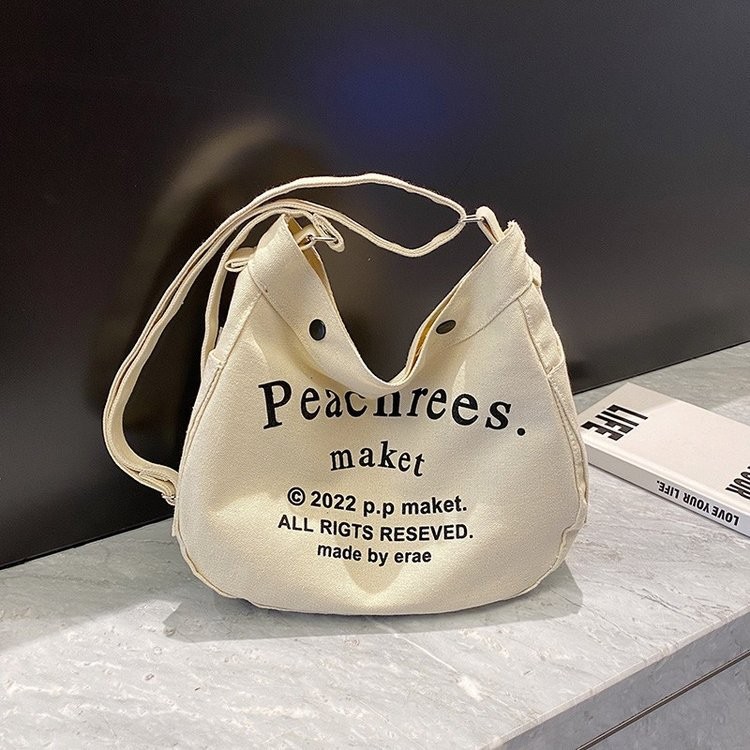 Peachrees.
maket
© 2022 p.p maket.
ALL RIGTS RESEVED.
made by erae
LIFE
LOVE YOUR LIFE.